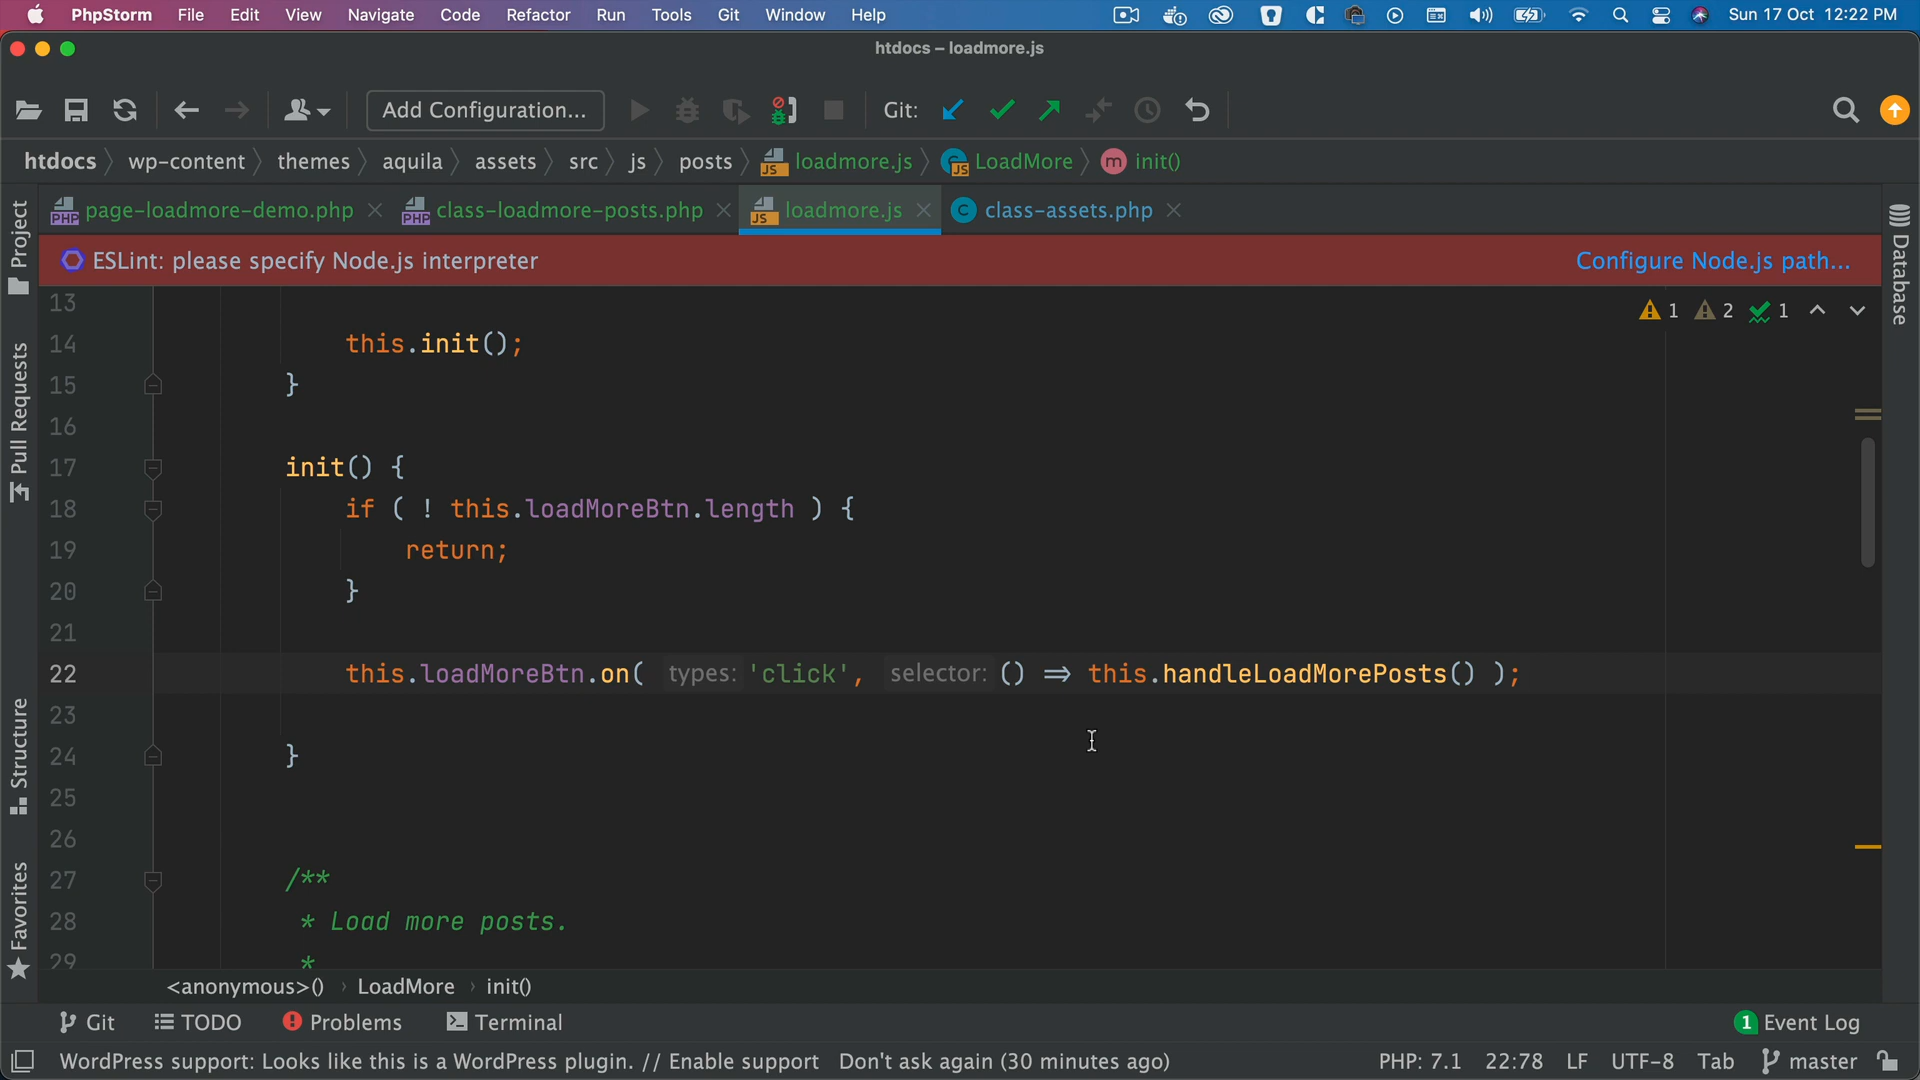 PhpStorm File Edit View Navigate Code Refactor Run Tools Git Window Help Sun 17 Oct 12:22 PM
htdocs – loadmore.js
Add Configuration... Git:
htdocs wp-content themes aquila assets src js posts loadmore.js LoadMore init()
page-loadmore-demo.php class-loadmore-posts.php loadmore.js class-assets.php
ESLint: please specify Node.js interpreter Configure Node.js path...
1 2 1
13
14 this.init();
15 }
16
17 init() {
18 if ( ! this.loadMoreBtn.length ) {
19 return;
20 }
21
22 this.loadMoreBtn.on( types: 'click', selector: () => this.handleLoadMorePosts() );
23
24 }
25
26
27 /**
28 * Load more posts.
29 *
<anonymous>() LoadMore init()
Git TODO Problems Terminal 1 Event Log
WordPress support: Looks like this is a WordPress plugin. // Enable support Don't ask again (30 minutes ago) PHP: 7.1 22:78 LF UTF-8 Tab master
Project
Pull Requests
Structure
Favorites
Database